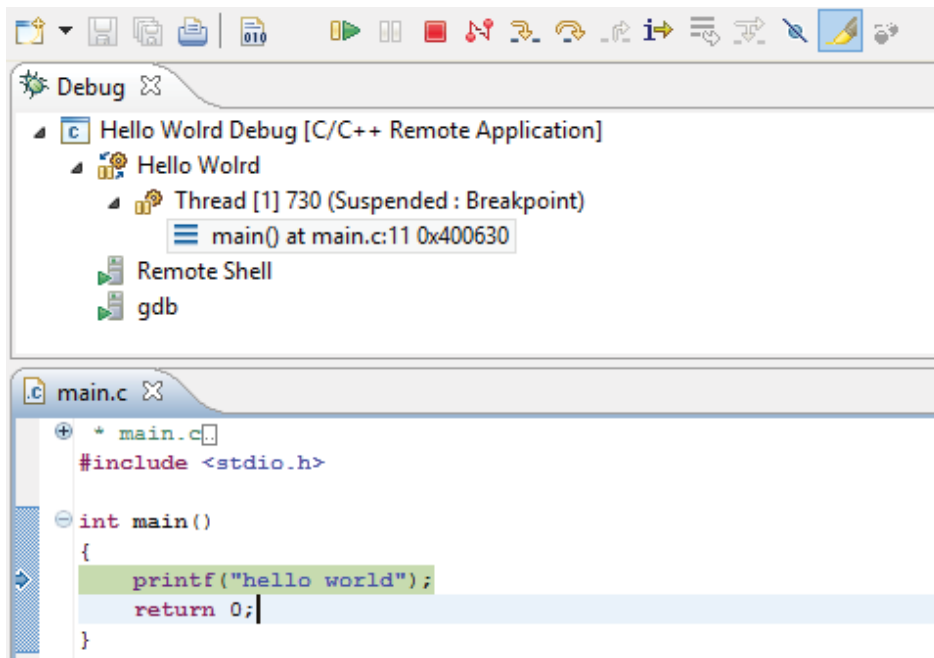 010
Debug
c Hello Wolrd Debug [C/C++ Remote Application]
Hello Wolrd
Thread [1] 730 (Suspended : Breakpoint)
main() at main.c:11 0x400630
Remote Shell
gdb
.c main.c
* main.c..
#include <stdio.h>
int main()
{
printf("hello world");
return 0;
}